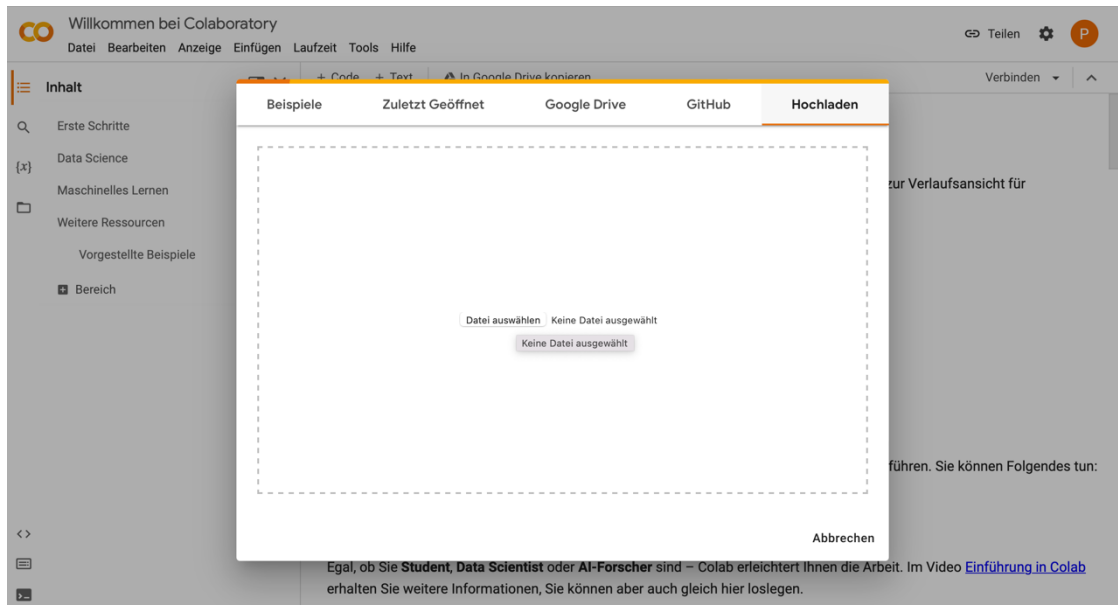 Willkommen bei Colaboratory
Datei Bearbeiten Anzeige Einfügen Laufzeit Tools Hilfe
Teilen
P
Inhalt
+ Code + Text In Google Drive kopieren
Verbinden
Beispiele Zuletzt Geöffnet Google Drive GitHub Hochladen
Erste Schritte
{x}
Data Science
Maschinelles Lernen
zur Verlaufsansicht für
Weitere Ressourcen
Vorgestellte Beispiele
Bereich
Datei auswählen Keine Datei ausgewählt
Keine Datei ausgewählt
führen. Sie können Folgendes tun:
Abbrechen
Egal, ob Sie Student, Data Scientist oder AI-Forscher sind – Colab erleichtert Ihnen die Arbeit. Im Video Einführung in Colab
erhalten Sie weitere Informationen, Sie können aber auch gleich hier loslegen.